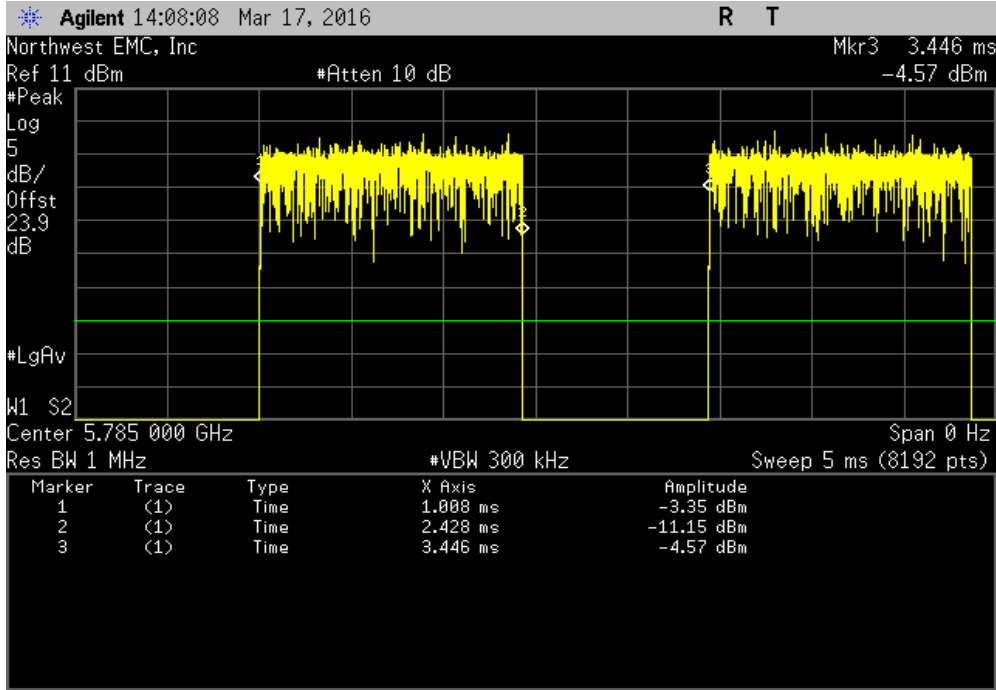 Agilent 14:08:08 Mar 17, 2016 R T
Northwest EMC, Inc Mkr3 3.446 ms
Ref 11 dBm #Atten 10 dB -4.57 dBm
#Peak
Log
5
dB/
Offst
23.9
dB
1
2
3
#LgAv
W1 S2
Center 5.785 000 GHz Span 0 Hz
Res BW 1 MHz #VBW 300 kHz Sweep 5 ms (8192 pts)
Marker Trace Type X Axis Amplitude
1 (1) Time 1.008 ms -3.35 dBm
2 (1) Time 2.428 ms -11.15 dBm
3 (1) Time 3.446 ms -4.57 dBm